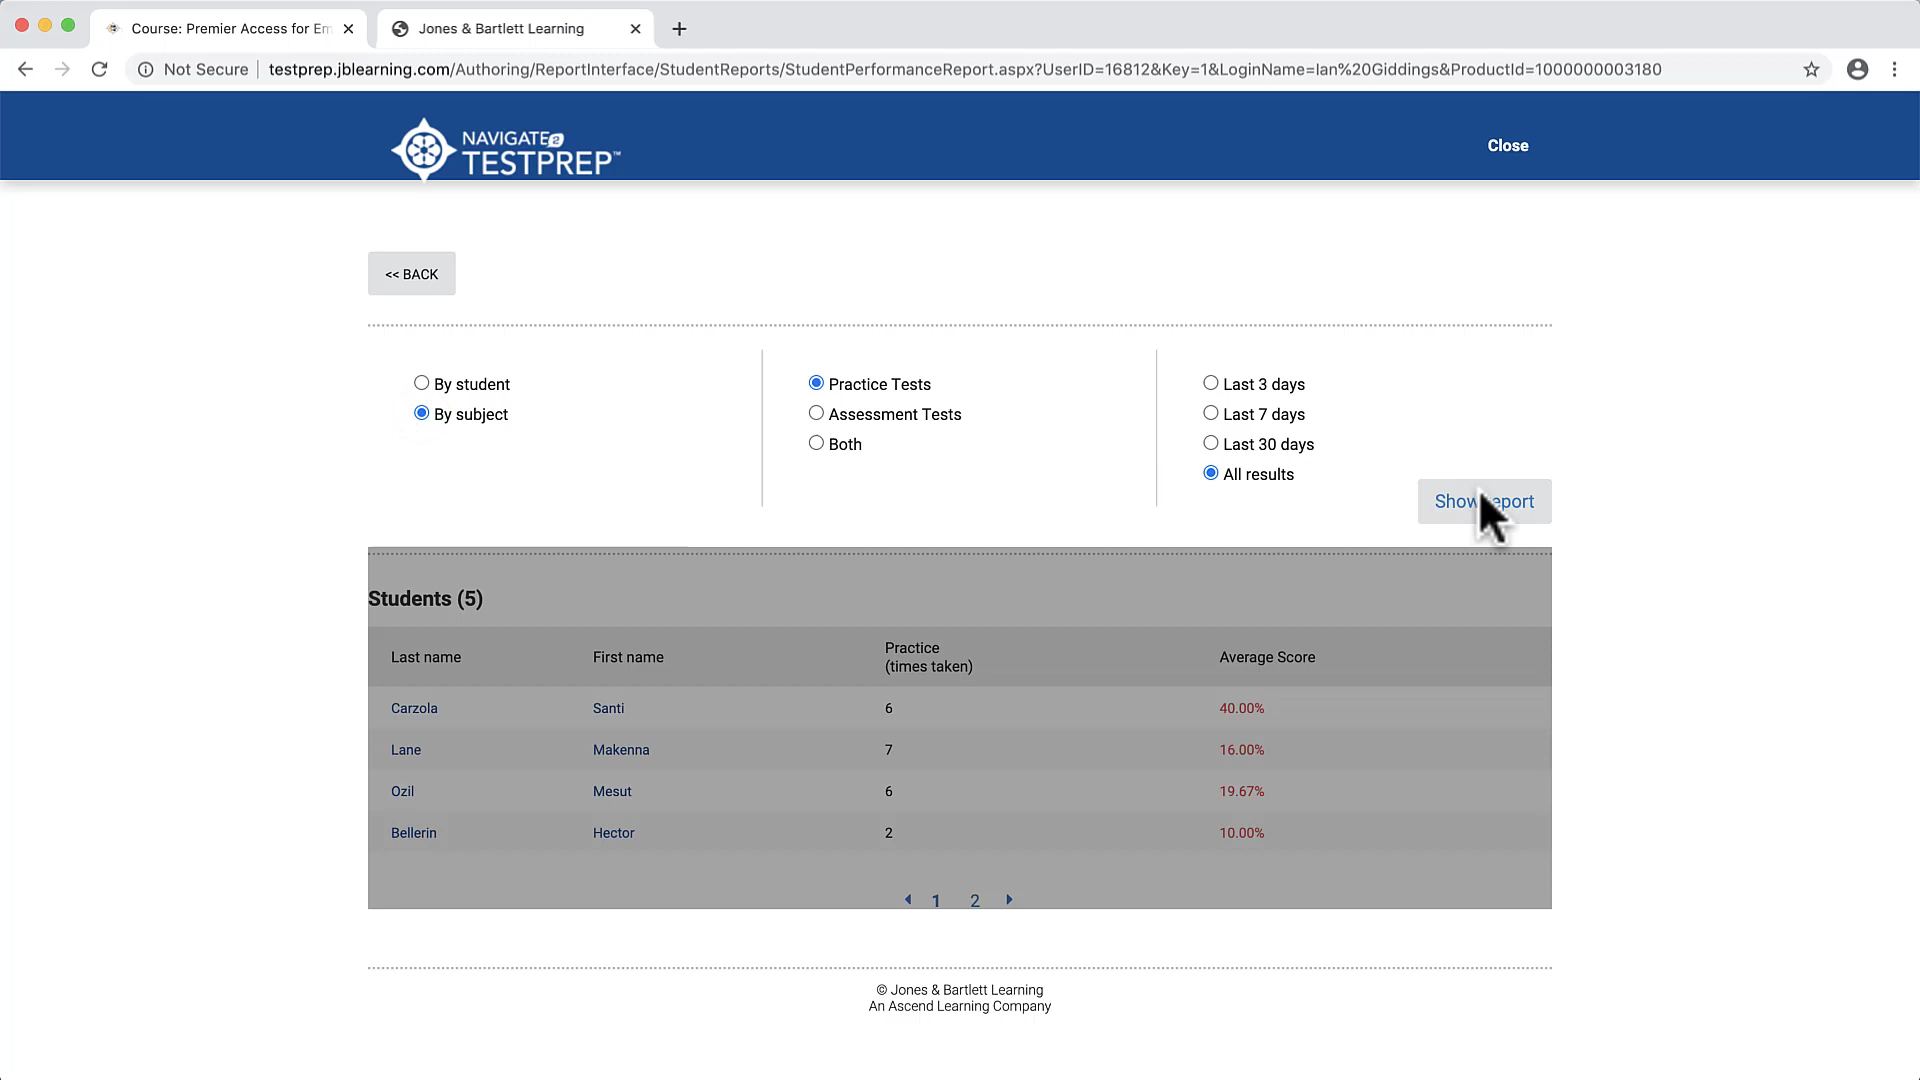 Course: Premier Access for Em
Jones & Bartlett Learning
Not Secure
testprep.jblearning.com/Authoring/ReportInterface/StudentReports/StudentPerformanceReport.aspx?UserID=16812&Key=1&LoginName=Ian%20Giddings&ProductId=1000000003180
NAVIGATE 2
TESTPREP™
Close
<< BACK
By student
By subject
Practice Tests
Assessment Tests
Both
Last 3 days
Last 7 days
Last 30 days
All results
Show eport
Students (5)
Last name First name Practice (times taken) Average Score
Carzola Santi 6 40.00%
Lane Makenna 7 16.00%
Ozil Mesut 6 19.67%
Bellerin Hector 2 10.00%
1 2
© Jones & Bartlett Learning
An Ascend Learning Company